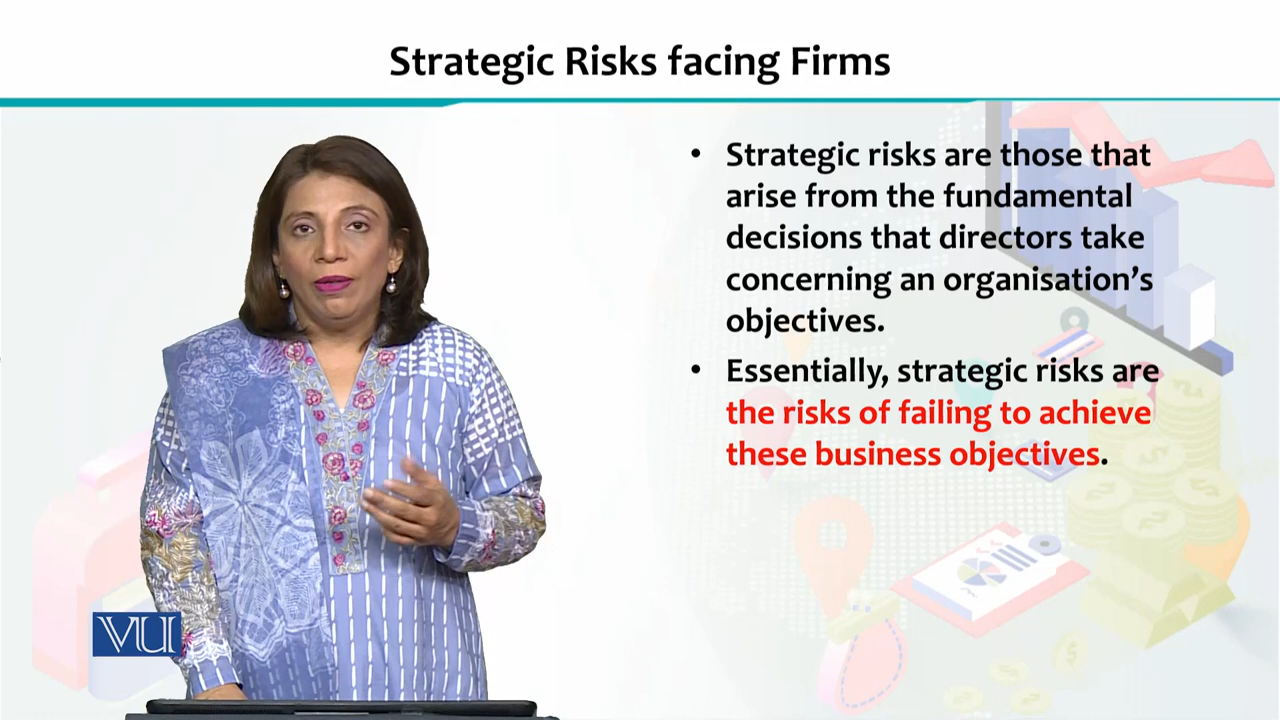 Strategic Risks facing Firms
• Strategic risks are those that
arise from the fundamental
decisions that directors take
concerning an organisation's
objectives.
• Essentially, strategic risks are
the risks of failing to achieve
these business objectives.
VU